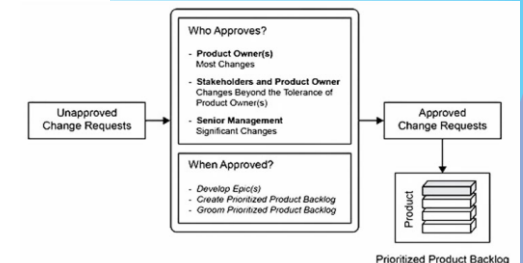 Who Approves?
- Product Owner(s)
Most Changes
- Stakeholders and Product Owner
Changes Beyond the Tolerance of
Product Owner(s)
- Senior Management
Significant Changes
Unapproved
Change Requests
Approved
Change Requests
When Approved?
- Develop Epic(s)
- Create Prioritized Product Backlog
- Groom Prioritized Product Backlog
Product
Prioritized Product Backlog